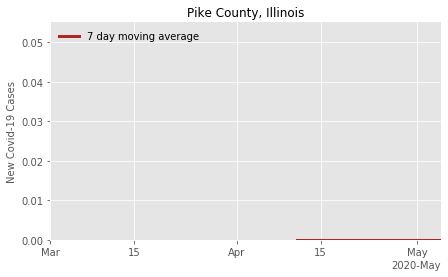 Pike County, Illinois
7 day moving average
New Covid-19 Cases
0.05
0.04
0.03
0.02
0.01
0.00
Mar 15 Apr 15 May
2020-May